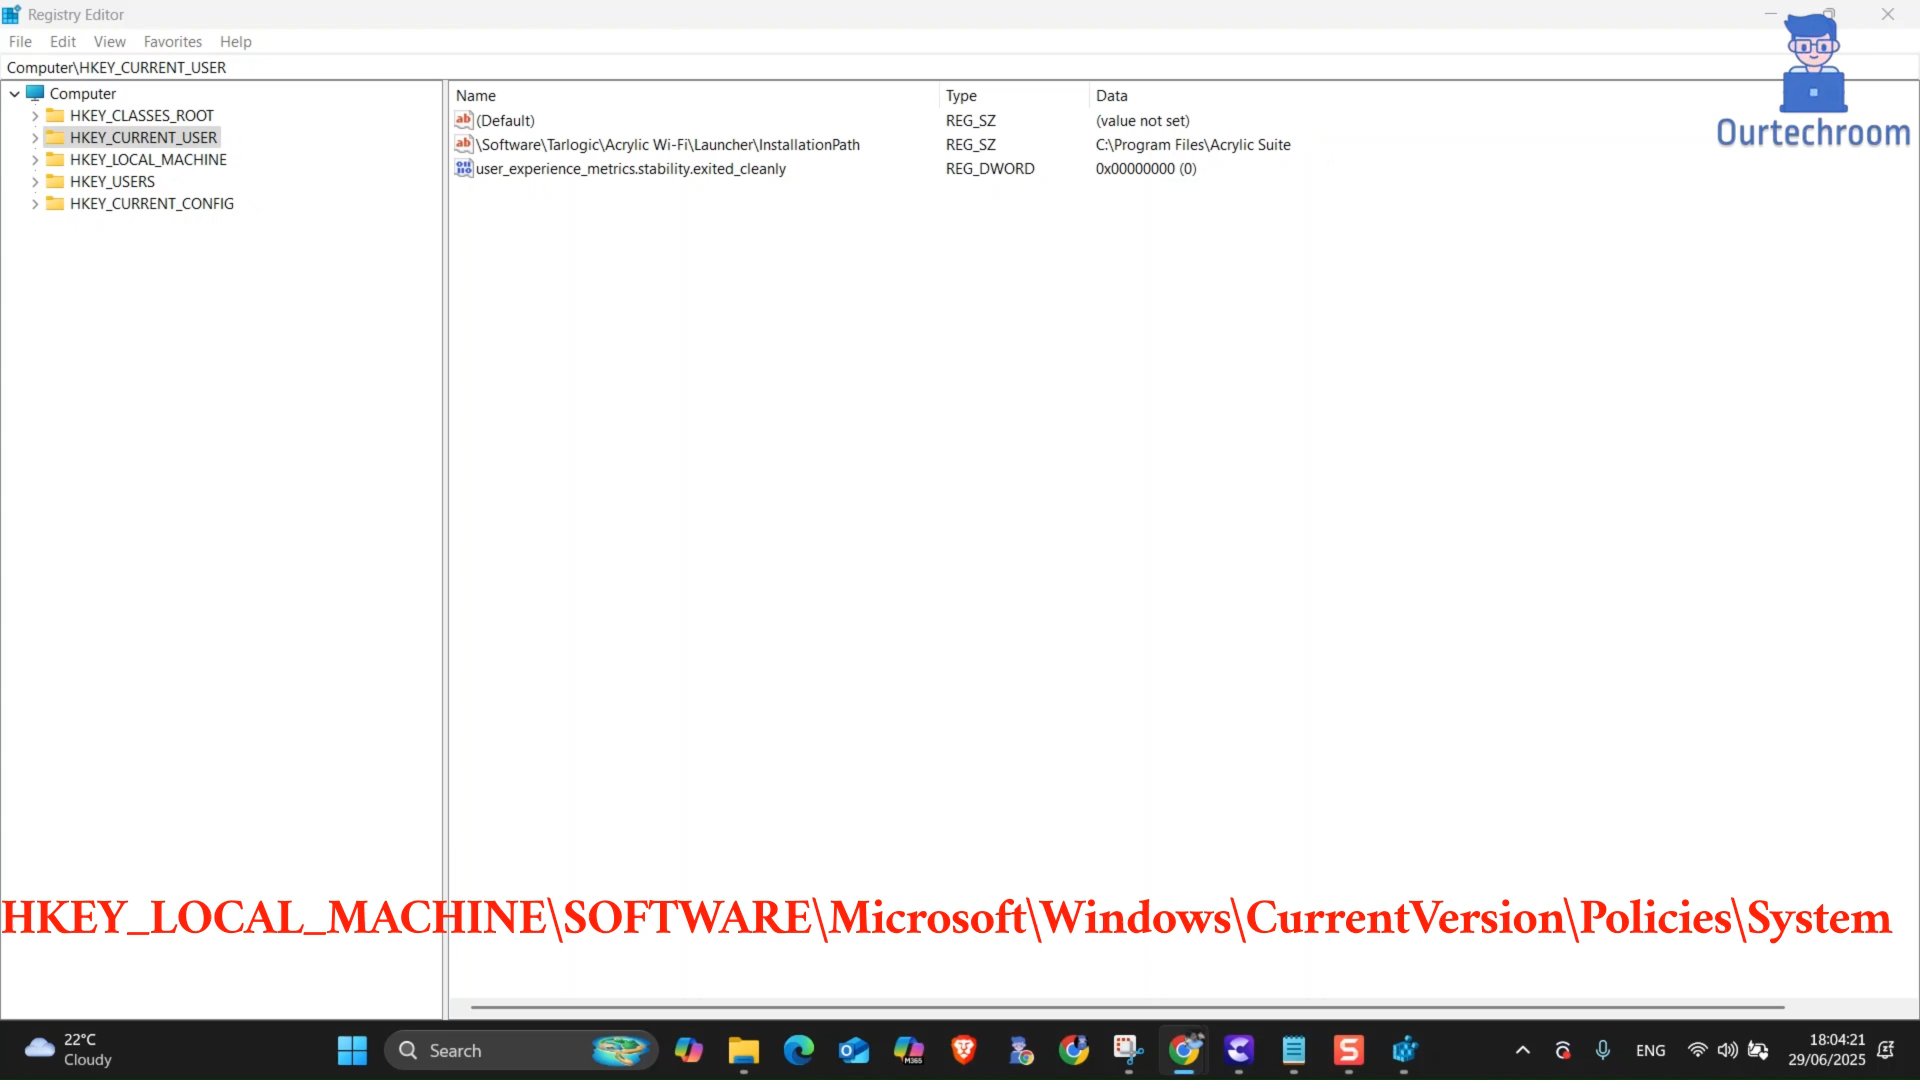 Registry Editor
File Edit View Favorites Help
Computer\HKEY_CURRENT_USER
Ourtechroom
Computer
HKEY_CLASSES_ROOT
HKEY_CURRENT_USER
HKEY_LOCAL_MACHINE
HKEY_USERS
HKEY_CURRENT_CONFIG
Name Type Data
(Default) REG_SZ (value not set)
\Software\Tarlogic\Acrylic Wi-Fi\Launcher\InstallationPath REG_SZ C:\Program Files\Acrylic Suite
user_experience_metrics.stability.exited_cleanly REG_DWORD 0x00000000 (0)
HKEY_LOCAL_MACHINE\SOFTWARE\Microsoft\Windows\CurrentVersion\Policies\System
22°C
Cloudy
Search
M365
ENG
18:04:21
29/06/2025